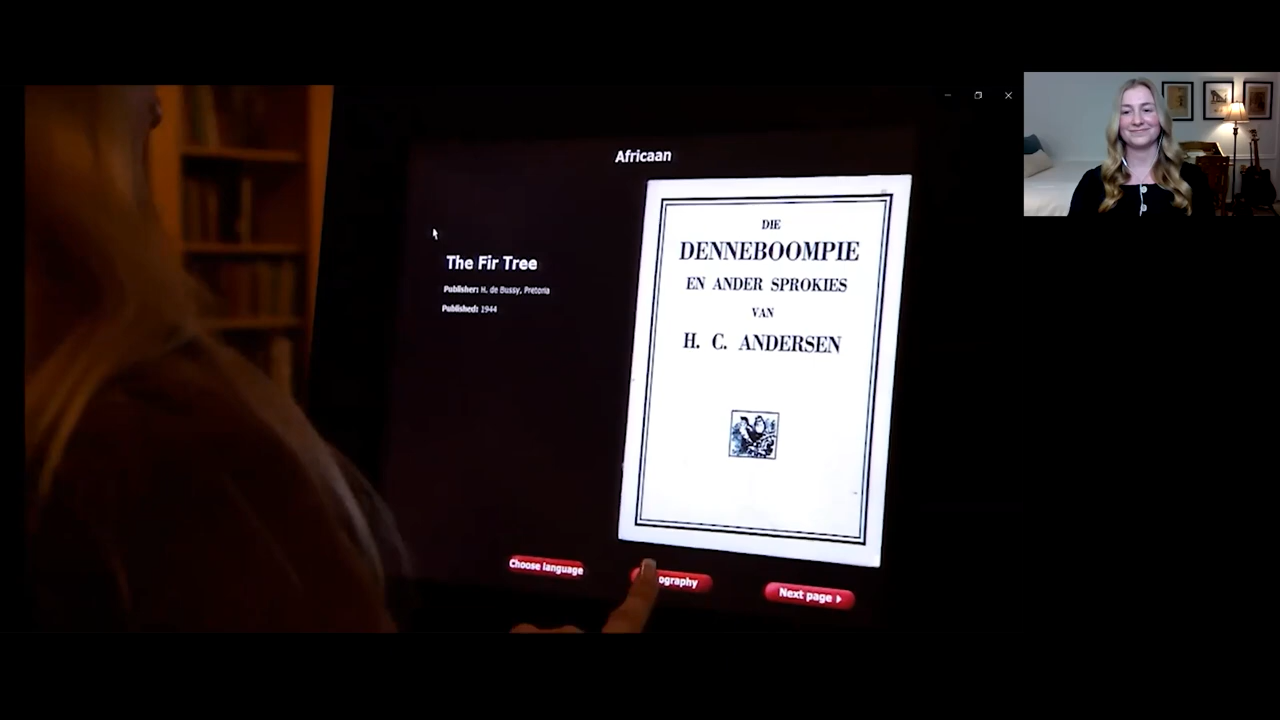 Africaan
The Fir Tree
Publisher: H. de Bussy, Pretoria
Published: 1944
DIE
DENNEBOOMPIE
EN ANDER SPROKIES
VAN
H. C. ANDERSEN
Choose language
ography
Next page